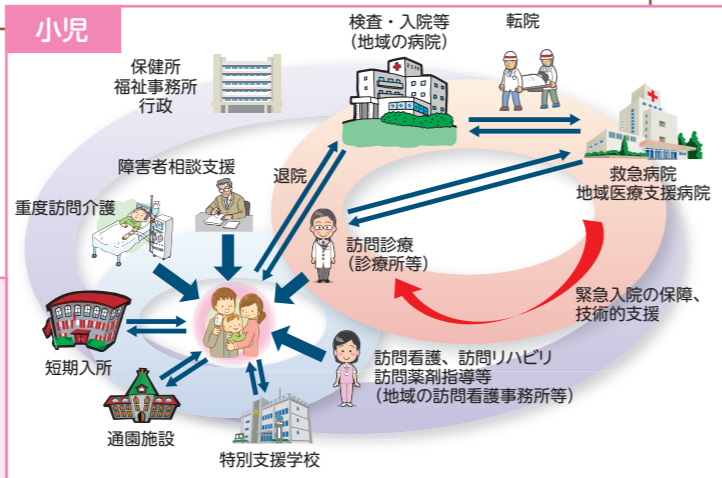 小児
検査・入院等
(地域の病院)
転院
保健所
福祉事務所
行政
障害者相談支援
退院
救急病院
地域医療支援病院
重度訪問介護
訪問診療
(診療所等)
緊急入院の保障、
技術的支援
短期入所
訪問看護、訪問リハビリ
訪問薬剤指導等
(地域の訪問看護事務所等)
通園施設
特別支援学校